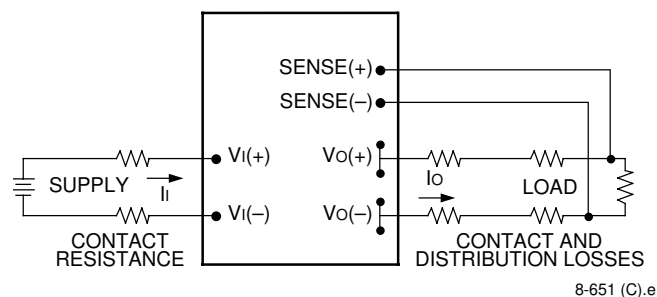 SENSE(+)
SENSE(–)
VI(+)
VO(+)
SUPPLY
II
IO
LOAD
VI(–)
VO(–)
CONTACT
RESISTANCE
CONTACT AND
DISTRIBUTION LOSSES
8-651 (C).e